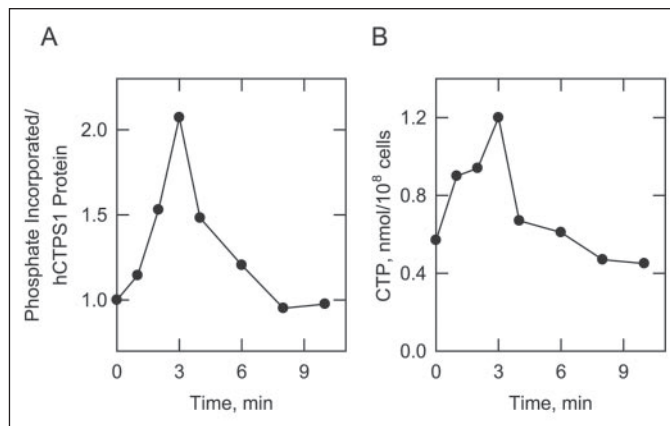 A
Phosphate Incorporated/
hCTPS1 Protein
2.0
1.5
1.0
0
3
6
9
Time, min
B
CTP, nmol/10⁸ cells
1.2
0.8
0.4
0.0
0
3
6
9
Time, min